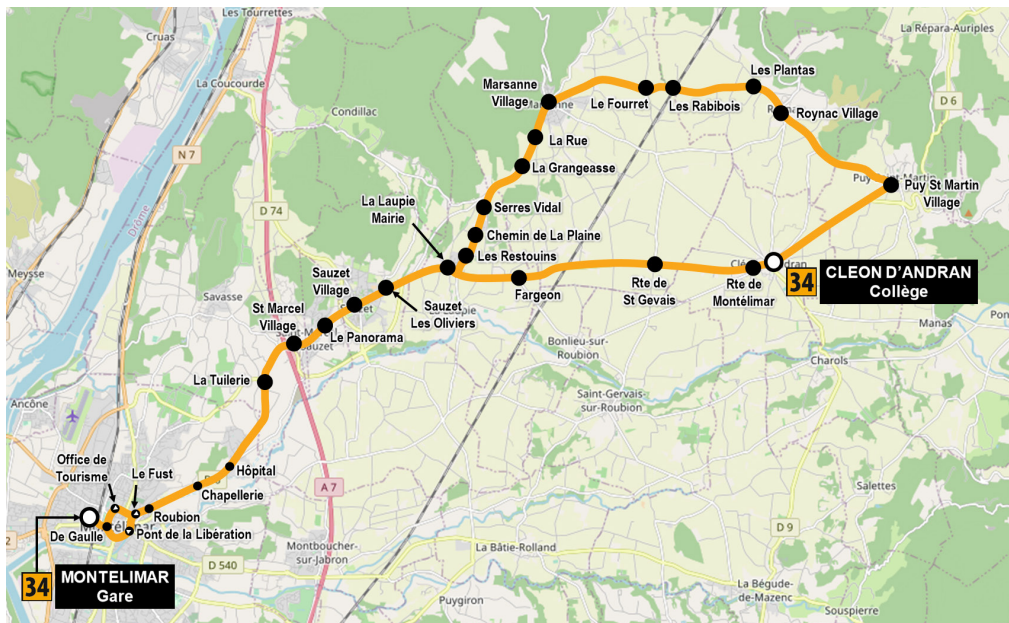 Les Tourrettes
Cruas
La Répara-Auriples
La Coucourde
Condillac
N 7
D 6
Marsanne
Village
Le Fourret
Les Rabibois
Les Plantas
Roynac Village
La Rue
La Grangeasse
Puy St Martin
Village
D 74
Drôme
La Laupie
Mairie
Serres Vidal
Chemin de La Plaine
Les Restouins
Meysse
Savasse
Sauzet
Village
Fargeon
Rte de
St Gevais
Rte de
Montélimar
34
CLEON D'ANDRAN
Collège
St Marcel
Village
Sauzet
Les Oliviers
Le Panorama
Manas
Bonlieu-sur-
Roubion
Charols
La Tuilerie
Saint-Gervais-
sur-Roubion
Ancône
Office de
Tourisme
Le Fust
Hôpital
Chapellerie
A 7
Salettes
Roubion
De Gaulle
Pont de la Libération
D 9
Montboucher-
sur-Jabron
La Bâtie-Rolland
D 540
34
MONTELIMAR
Gare
La Bégude-
de-Mazenc
Puygiron
Souspierre